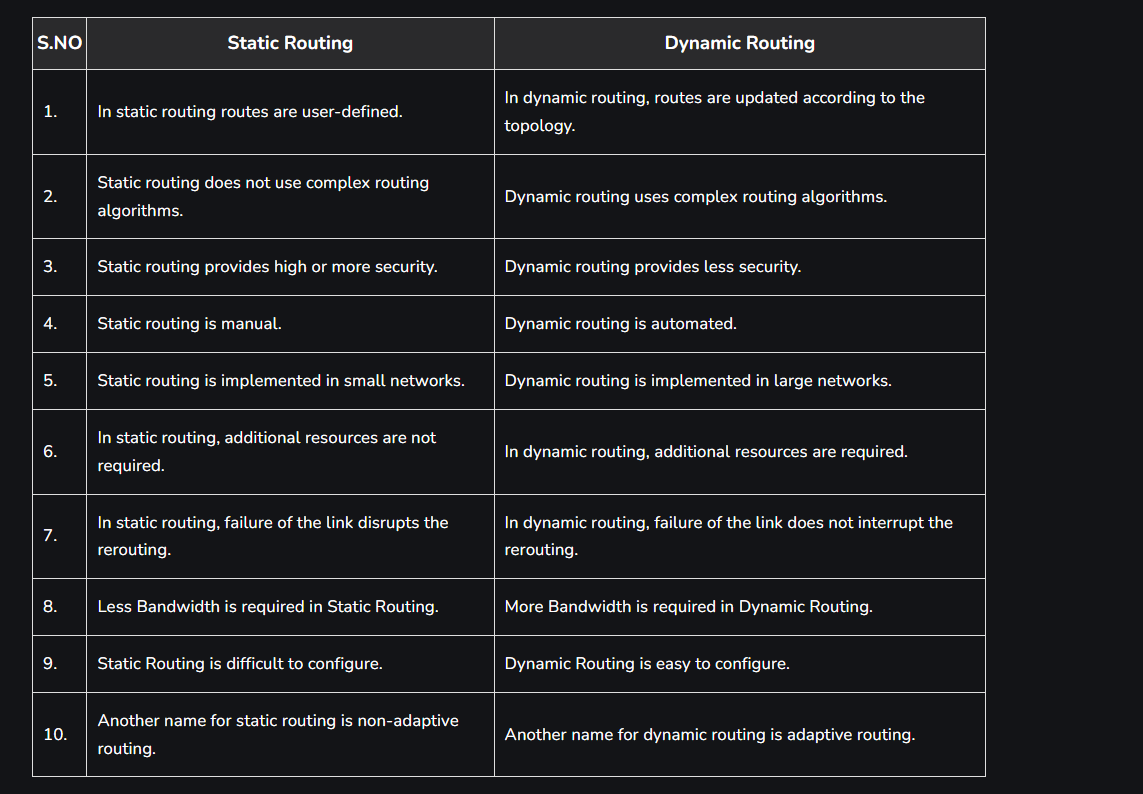 S.NO Static Routing Dynamic Routing
1. In static routing routes are user-defined. In dynamic routing, routes are updated according to the
topology.
2. Static routing does not use complex routing
algorithms. Dynamic routing uses complex routing algorithms.
3. Static routing provides high or more security. Dynamic routing provides less security.
4. Static routing is manual. Dynamic routing is automated.
5. Static routing is implemented in small networks. Dynamic routing is implemented in large networks.
6. In static routing, additional resources are not
required. In dynamic routing, additional resources are required.
7. In static routing, failure of the link disrupts the
rerouting. In dynamic routing, failure of the link does not interrupt the
rerouting.
8. Less Bandwidth is required in Static Routing. More Bandwidth is required in Dynamic Routing.
9. Static Routing is difficult to configure. Dynamic Routing is easy to configure.
10. Another name for static routing is non-adaptive
routing. Another name for dynamic routing is adaptive routing.